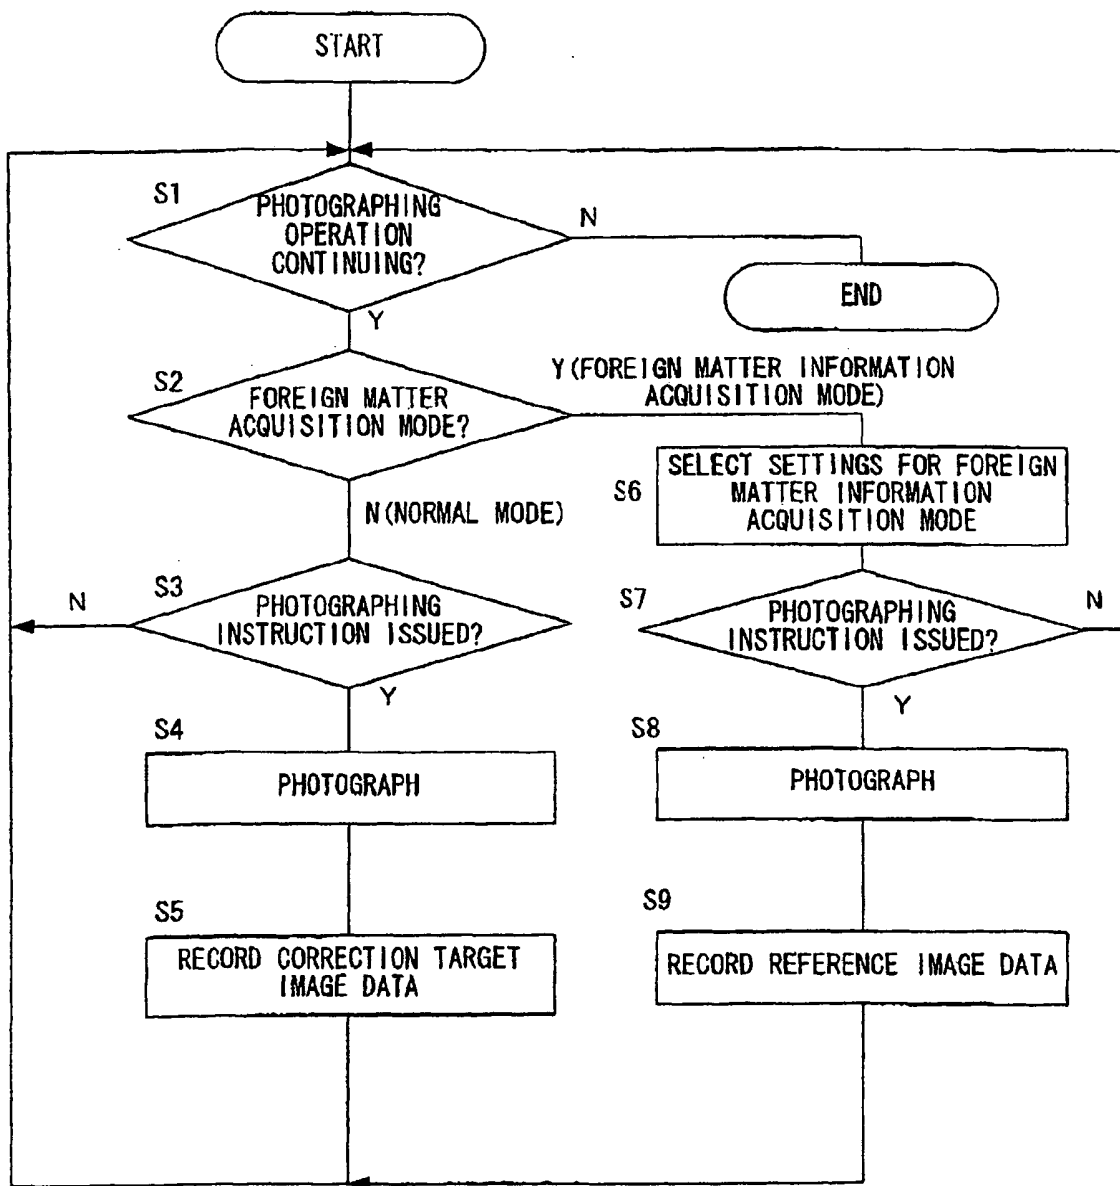 START
S1
PHOTOGRAPHING
OPERATION
CONTINUING?
N
END
Y
S2
FOREIGN MATTER
ACQUISITION MODE?
Y(FOREIGN MATTER INFORMATION
ACQUISITION MODE)
N(NORMAL MODE)
S6
SELECT SETTINGS FOR FOREIGN
MATTER INFORMATION
ACQUISITION MODE
S3
PHOTOGRAPHING
INSTRUCTION ISSUED?
N
Y
S7
PHOTOGRAPHING
INSTRUCTION ISSUED?
N
Y
S4
PHOTOGRAPH
S8
PHOTOGRAPH
S5
RECORD CORRECTION TARGET
IMAGE DATA
S9
RECORD REFERENCE IMAGE DATA